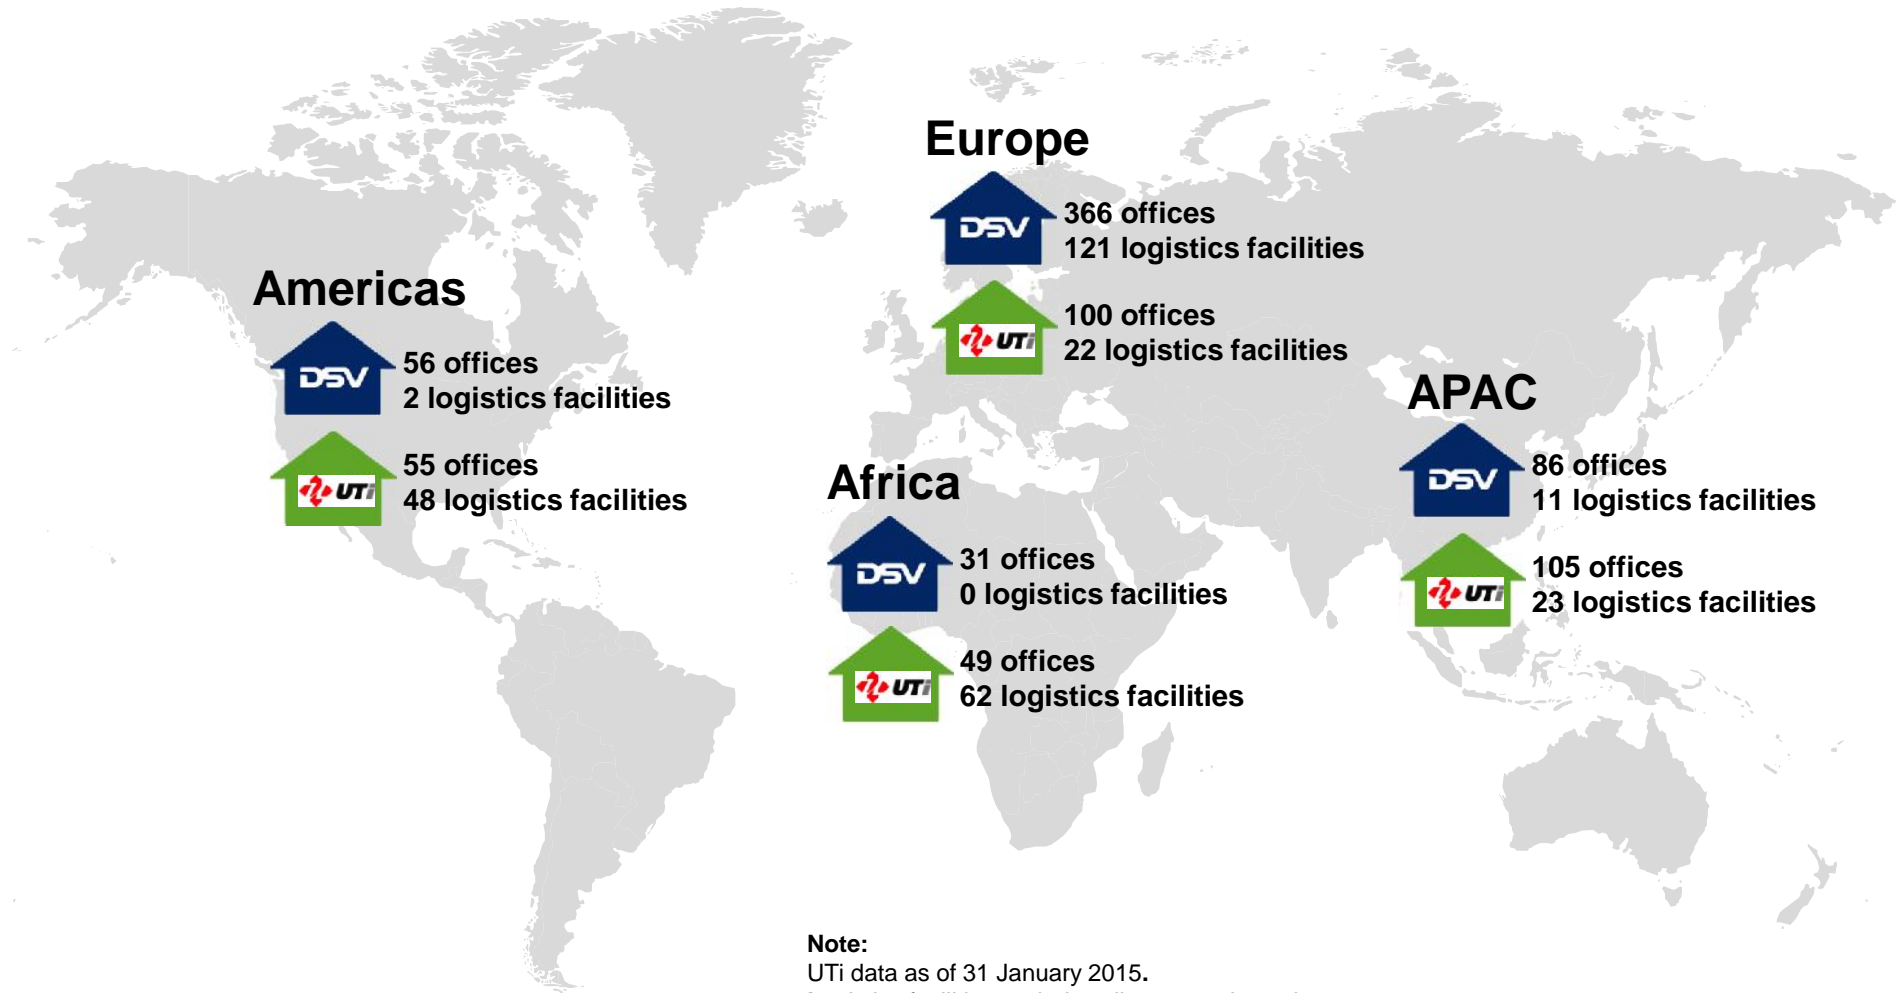 Europe
DSV
366 offices
121 logistics facilities
UTi
100 offices
22 logistics facilities
Americas
DSV
56 offices
2 logistics facilities
UTi
55 offices
48 logistics facilities
Africa
DSV
31 offices
0 logistics facilities
UTi
49 offices
62 logistics facilities
APAC
DSV
86 offices
11 logistics facilities
UTi
105 offices
23 logistics facilities
Note:
UTi data as of 31 January 2015.